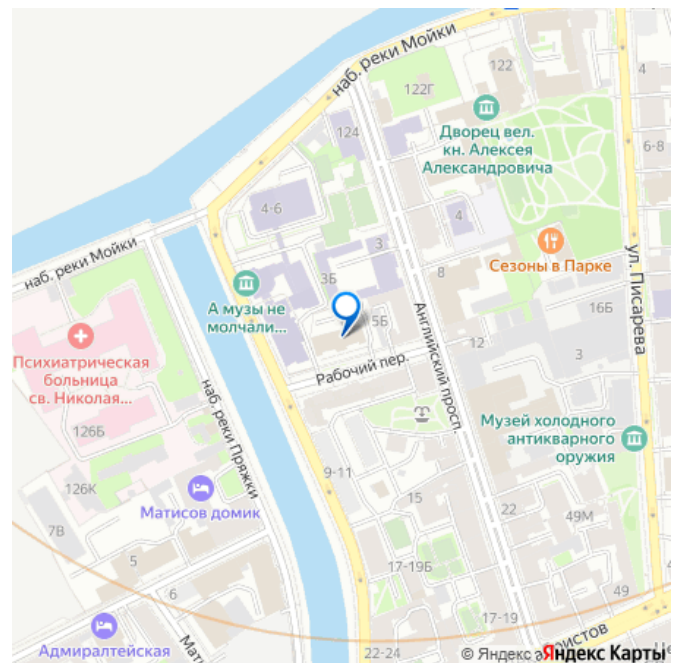 наб. реки Мойки
122
122Г
4
Дворец вел.
кн. Алексея
Александровича
124
6-8
4-6
4
3
ул. Писарева
наб. реки Мойки
3Б
8
Сезоны в Парке
А музы не
молчали...
5Б
Английский просп.
16Б
12
3
Психиатрическая
больница
св. Николая...
Рабочий пер.
наб. реки Пряжки
Музей холодного
антикварного
оружия
126Б
9-11
126К
Матисов домик
15
22
49М
7В
5
17-19Б
6
49
17-19
Адмиралтейская
22-24
© Яндекс
Яндекс Карты